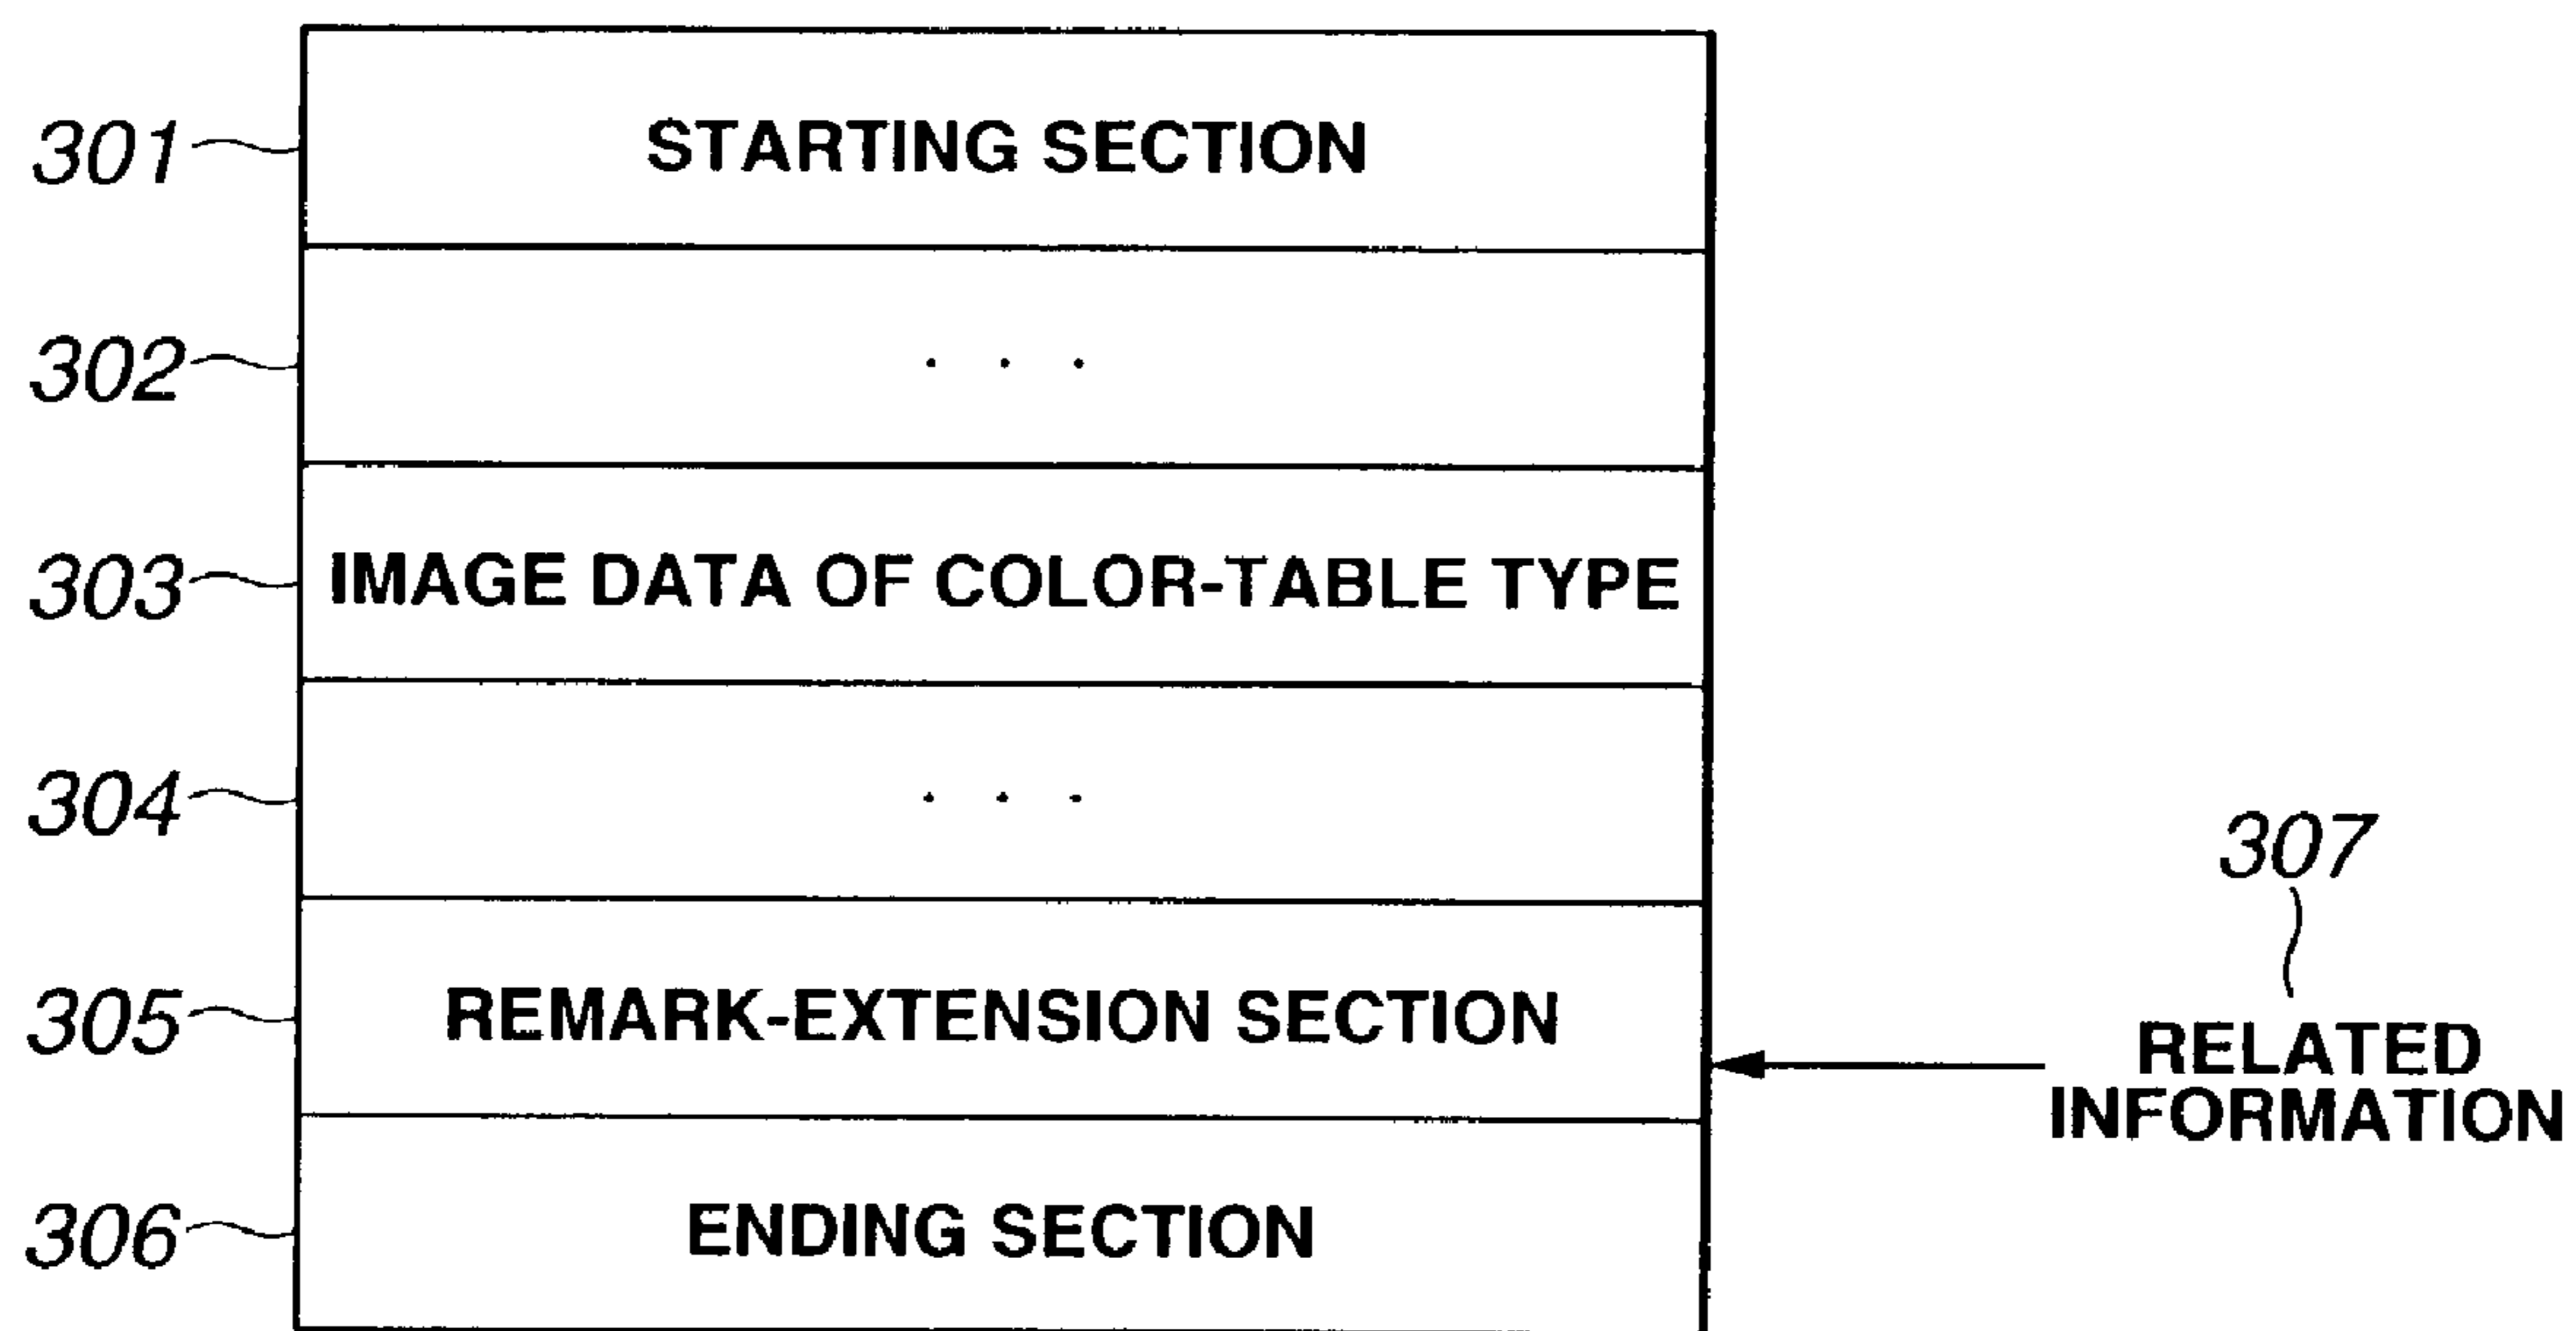 301 STARTING SECTION
302 . . .
303 IMAGE DATA OF COLOR-TABLE TYPE
304 . . .
307
305 REMARK-EXTENSION SECTION
RELATED
INFORMATION
306 ENDING SECTION